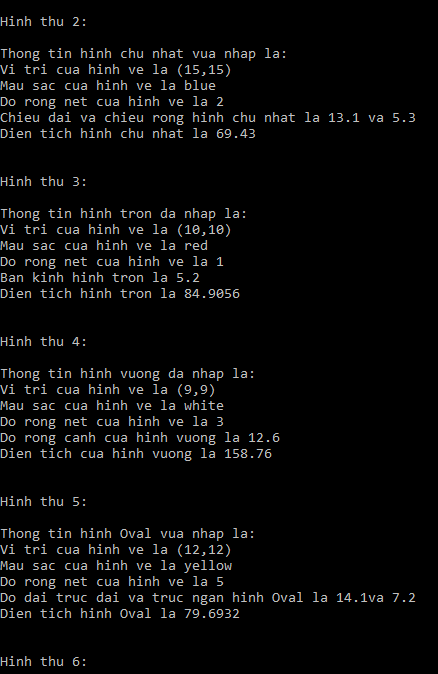 Hinh thu 2:
Thong tin hinh chu nhat vua nhap la:
Vi tri cua hinh ve la (15,15)
Mau sac cua hinh ve la blue
Do rong net cua hinh ve la 2
Chieu dai va chieu rong hinh chu nhat la 13.1 va 5.3
Dien tich hinh chu nhat la 69.43
Hinh thu 3:
Thong tin hinh tron da nhap la:
Vi tri cua hinh ve la (10,10)
Mau sac cua hinh ve la red
Do rong net cua hinh ve la 1
Ban kinh hinh tron la 5.2
Dien tich hinh tron la 84.9056
Hinh thu 4:
Thong tin hinh vuong da nhap la:
Vi tri cua hinh ve la (9,9)
Mau sac cua hinh ve la white
Do rong net cua hinh ve la 3
Do rong canh cua hinh vuong la 12.6
Dien tich cua hinh vuong la 158.76
Hinh thu 5:
Thong tin hinh Oval vua nhap la:
Vi tri cua hinh ve la (12,12)
Mau sac cua hinh ve la yellow
Do rong net cua hinh ve la 5
Do dai truc dai va truc ngan hinh Oval la 14.1va 7.2
Dien tich hinh Oval la 79.6932
Hinh thu 6: